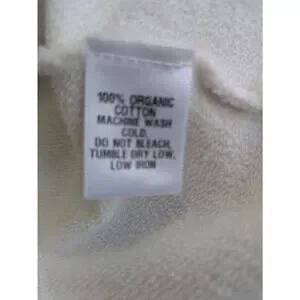 100% ORGANIC
COTTON
MACHINE WASH
COLD.
DO NOT BLEACH,
TUMBLE DRY LOW,
LOW IRON